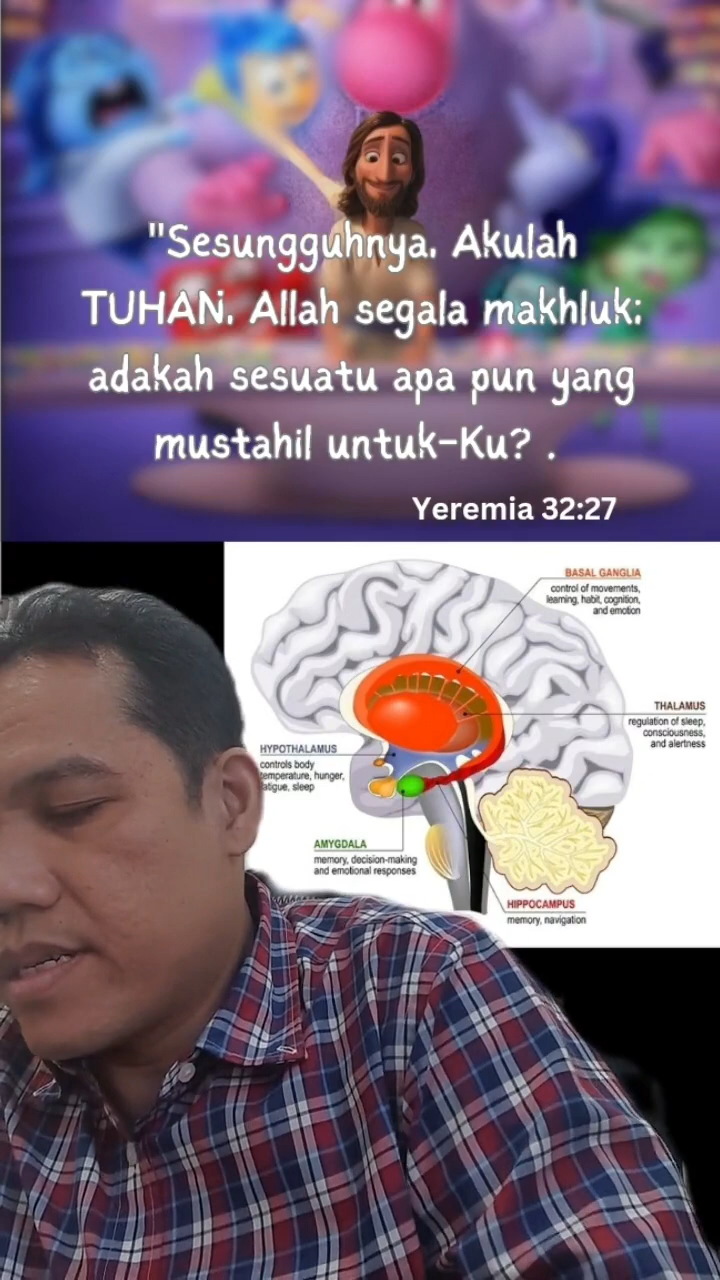 "Sesungguhnya. Akulah
TUHAN. Allah segala makhluk:
adakah sesuatu apa pun yang
mustahil untuk-Ku? .
Yeremia 32:27
BASAL GANGLIA
control of movements,
learning, habit, cognition,
and emotion
THALAMUS
regulation of sleep,
consciousness,
and alertness
HYPOTHALAMUS
controls body
temperature, hunger,
fatigue, sleep
AMYGDALA
memory, decision-making
and emotional responses
HIPPOCAMPUS
memory, navigation